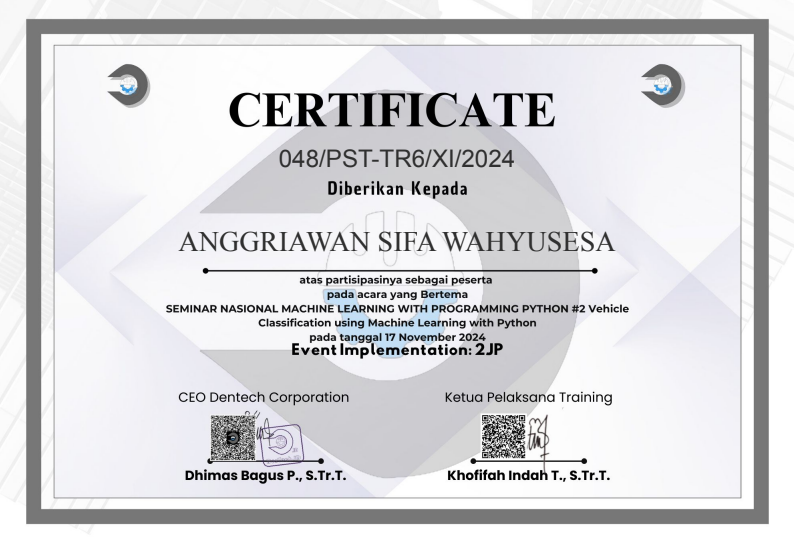 CERTIFICATE
048/PST-TR6/XI/2024
Diberikan Kepada
ANGGRIAWAN SIFA WAHYUSESA
atas partisipasinya sebagai peserta
pada acara yang Bertema
SEMINAR NASIONAL MACHINE LEARNING WITH PROGRAMMING PYTHON #2 Vehicle
Classification using Machine Learning with Python
pada tanggal 17 November 2024
Event Implementation: 2JP
CEO Dentech Corporation
Ketua Pelaksana Training
Dhimas Bagus P., S.Tr.T.
Khofifah Indah T., S.Tr.T.